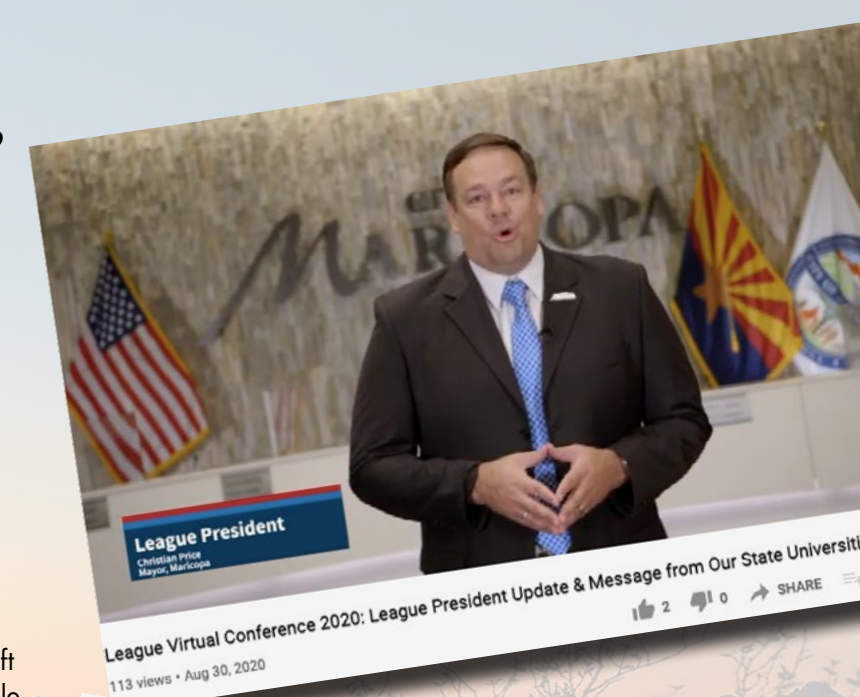 MARICOPA
League President
Christian Price
Mayor, Maricopa
League Virtual Conference 2020: League President Update & Message from Our State
2 0 SHARE
113 views • Aug 30, 2020
ft